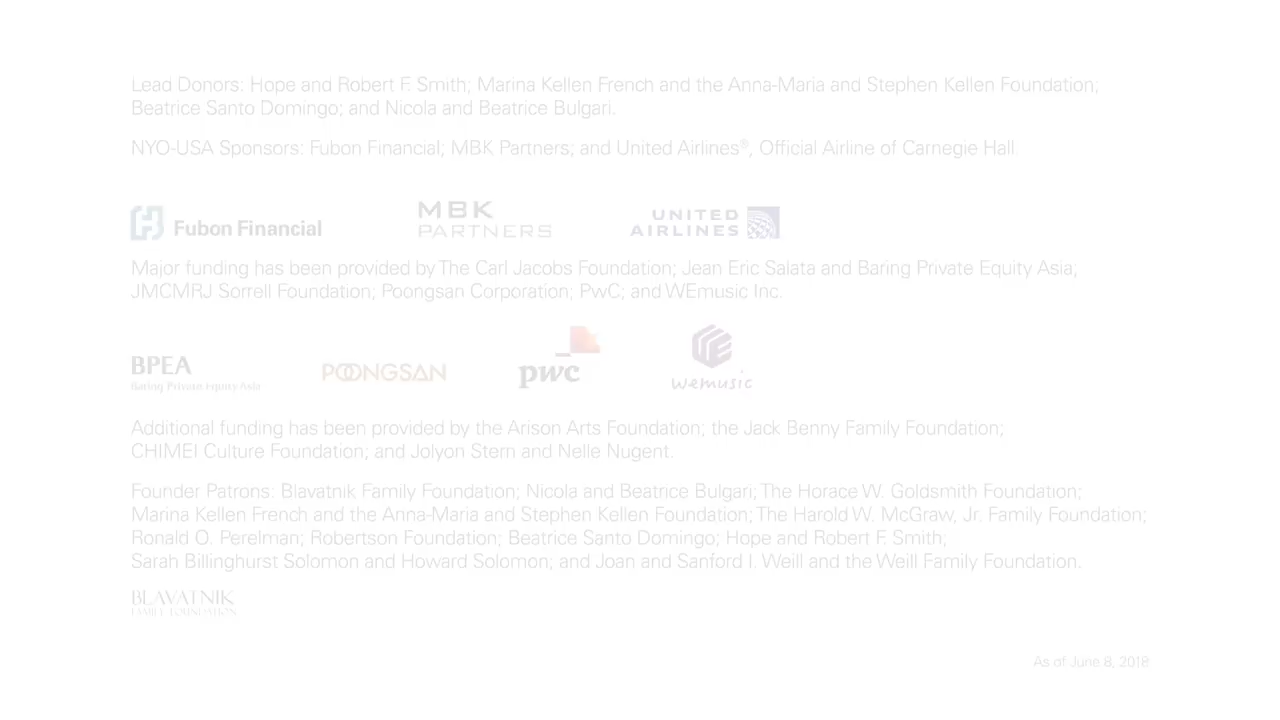 Lead Donors: Hope and Robert F. Smith; Marina Kellen French and the Anna-Maria and Stephen Kellen Foundation;
Beatrice Santo Domingo; and Nicola and Beatrice Bulgari.
NYO-USA Sponsors: Fubon Financial; MBK Partners; and United Airlines®, Official Airline of Carnegie Hall.
Fubon Financial
MBK
PARTNERS
UNITED
AIRLINES
Major funding has been provided by The Carl Jacobs Foundation; Jean Eric Salata and Baring Private Equity Asia;
JMCMRJ Sorrell Foundation; Poongsan Corporation; PwC; and WEmusic Inc.
BPEA
Baring Private Equity Asia
POONGSAN
pwc
wemusic
Additional funding has been provided by the Arison Arts Foundation; the Jack Benny Family Foundation;
CHIMEI Culture Foundation; and Jolyon Stern and Nelle Nugent.
Founder Patrons: Blavatnik Family Foundation; Nicola and Beatrice Bulgari; The Horace W. Goldsmith Foundation;
Marina Kellen French and the Anna-Maria and Stephen Kellen Foundation; The Harold W. McGraw, Jr. Family Foundation;
Ronald O. Perelman; Robertson Foundation; Beatrice Santo Domingo; Hope and Robert F. Smith;
Sarah Billinghurst Solomon and Howard Solomon; and Joan and Sanford I. Weill and the Weill Family Foundation.
BLAVATNIK
FAMILY FOUNDATION
As of June 8, 2018